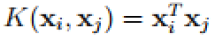 K(𝐱ᵢ, 𝐱ⱼ) = 𝐱ᵢᵀ𝐱ⱼ